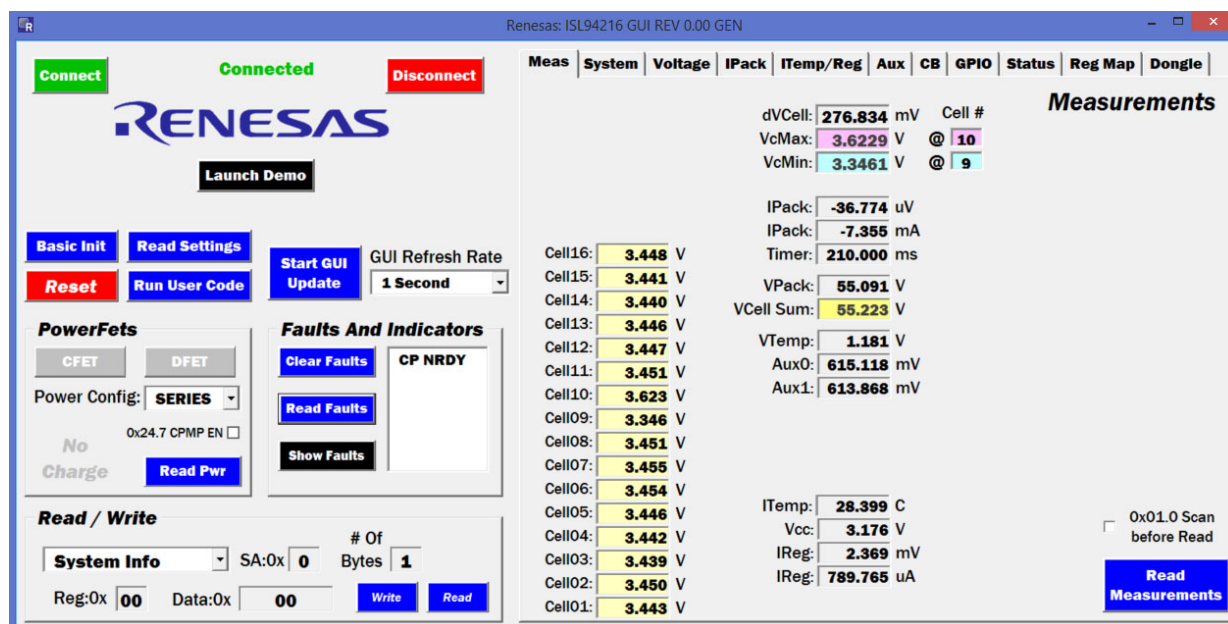 Renesas: ISL94216 GUI REV 0.00 GEN
Connect
Connected
Disconnect
RENESAS
Launch Demo
Basic Init
Read Settings
Reset
Run User Code
Start GUI
Update
GUI Refresh Rate
1 Second
PowerFets
CFET
DFET
Power Config: SERIES
0x24.7 CPMP EN
No
Charge
Read Pwr
Faults And Indicators
Clear Faults
Read Faults
Show Faults
CP NRDY
Read / Write
System Info
SA:0x 0
# Of
Bytes 1
Reg:0x 00
Data:0x 00
Write
Read
Meas System Voltage IPack ITemp/Reg Aux CB GPIO Status Reg Map Dongle
Measurements
dVCell: 276.834 mV Cell #
VcMax: 3.6229 V @ 10
VcMin: 3.3461 V @ 9
IPack: -36.774 uV
IPack: -7.355 mA
Timer: 210.000 ms
VPack: 55.091 V
VCell Sum: 55.223 V
VTemp: 1.181 V
Aux0: 615.118 mV
Aux1: 613.868 mV
Cell16: 3.448 V
Cell15: 3.441 V
Cell14: 3.440 V
Cell13: 3.446 V
Cell12: 3.447 V
Cell11: 3.451 V
Cell10: 3.623 V
Cell09: 3.346 V
Cell08: 3.451 V
Cell07: 3.455 V
Cell06: 3.454 V
Cell05: 3.446 V
Cell04: 3.442 V
Cell03: 3.439 V
Cell02: 3.450 V
Cell01: 3.443 V
ITemp: 28.399 C
Vcc: 3.176 V
IReg: 2.369 mV
IReg: 789.765 uA
0x01.0 Scan
before Read
Read
Measurements